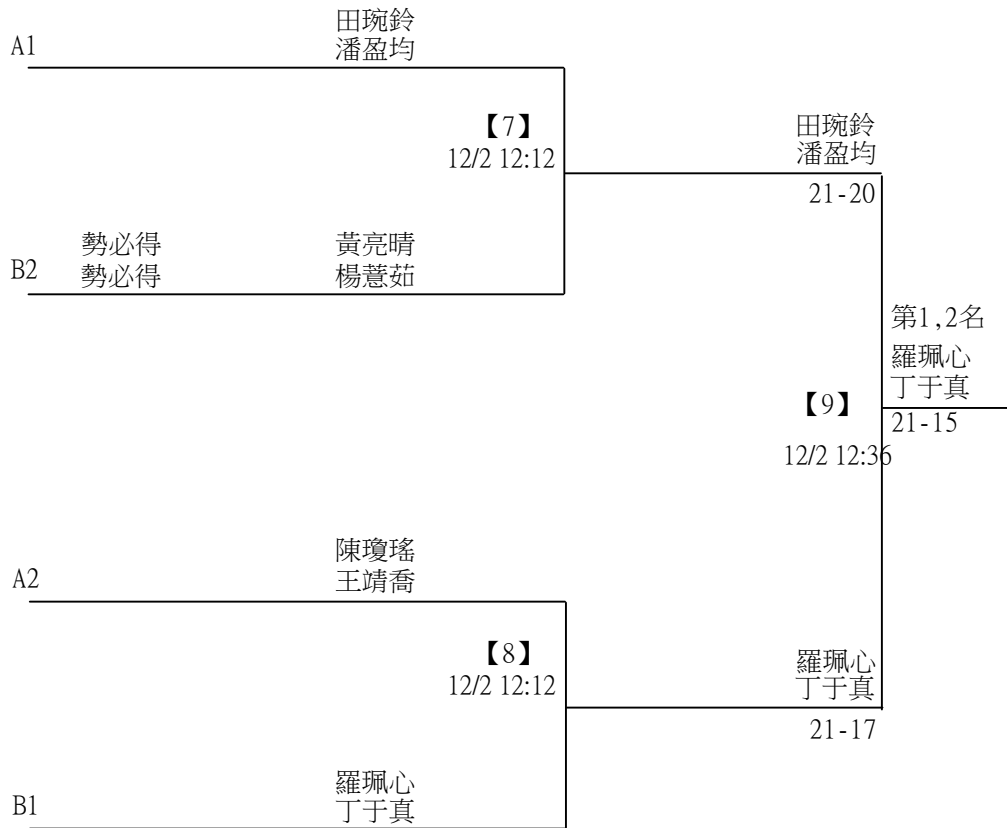 田琬鈴
A1 潘盈均
【7】
12/2 12:12
田琬鈴
潘盈均
21-20
勢必得 黃亮晴
B2 勢必得 楊薏茹
第1,2名
羅珮心
丁于真
【9】
21-15
12/2 12:36
陳瓊瑤
A2 王靖喬
【8】
12/2 12:12
羅珮心
丁于真
21-17
羅珮心
B1 丁于真